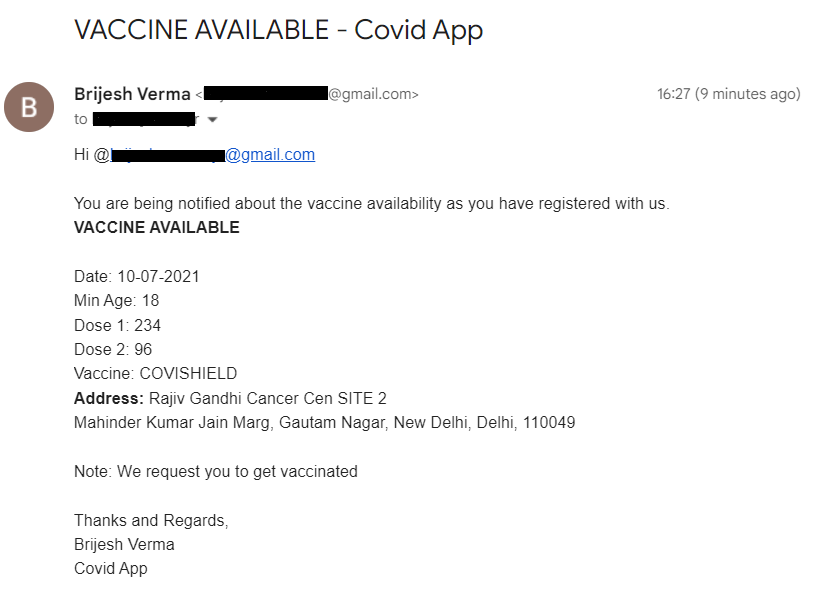 VACCINE AVAILABLE - Covid App
B
Brijesh Verma < @gmail.com>
16:27 (9 minutes ago)
to
Hi @ @gmail.com
You are being notified about the vaccine availability as you have registered with us.
VACCINE AVAILABLE
Date: 10-07-2021
Min Age: 18
Dose 1: 234
Dose 2: 96
Vaccine: COVISHIELD
Address: Rajiv Gandhi Cancer Cen SITE 2
Mahinder Kumar Jain Marg, Gautam Nagar, New Delhi, Delhi, 110049
Note: We request you to get vaccinated
Thanks and Regards,
Brijesh Verma
Covid App